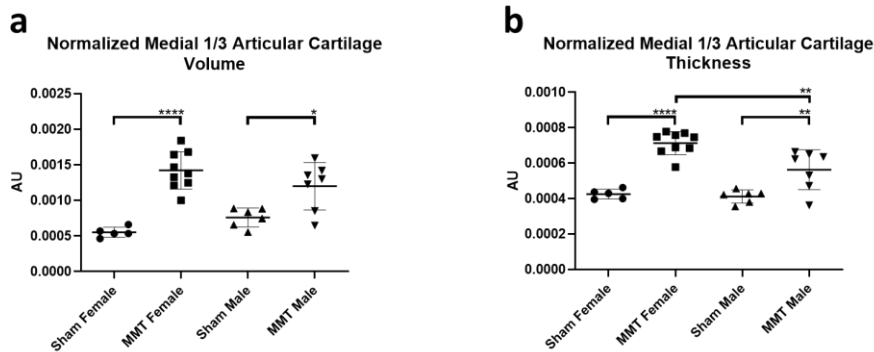 a
Normalized Medial 1/3 Articular Cartilage
Volume
0.0025
0.0020
0.0015
0.0010
0.0005
0.0000
AU
****
*
Sham Female
MMT Female
Sham Male
MMT Male
b
Normalized Medial 1/3 Articular Cartilage
Thickness
0.0010
0.0008
0.0006
0.0004
0.0002
0.0000
AU
**
****
**
Sham Female
MMT Female
Sham Male
MMT Male